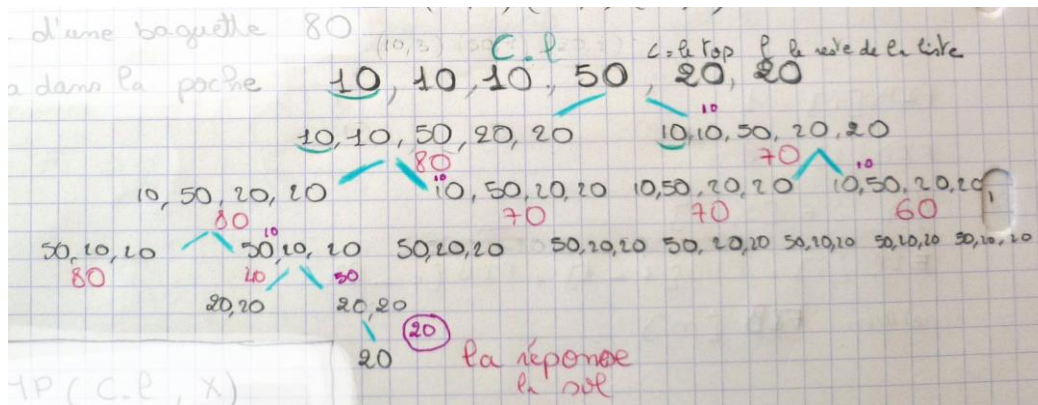 d'une baguette 80
C.l c = le top l le reste de la liste
a dans la poche 10, 10, 10, 50, 20, 20
10
10, 10, 50, 20, 20 10, 10, 50, 20, 20
80 70
10 10
10, 50, 20, 20 10, 50, 20, 20 10, 50, 20, 20 10, 50, 20, 20
80 70 70 60
10
50, 20, 20 50, 20, 20 50, 20, 20 50, 20, 20 50, 20, 20 50, 20, 20 50, 20, 20 50, 20, 20
80 50
20, 20 20, 20
20
20 la réponse
la sol
MP (C.l, X)